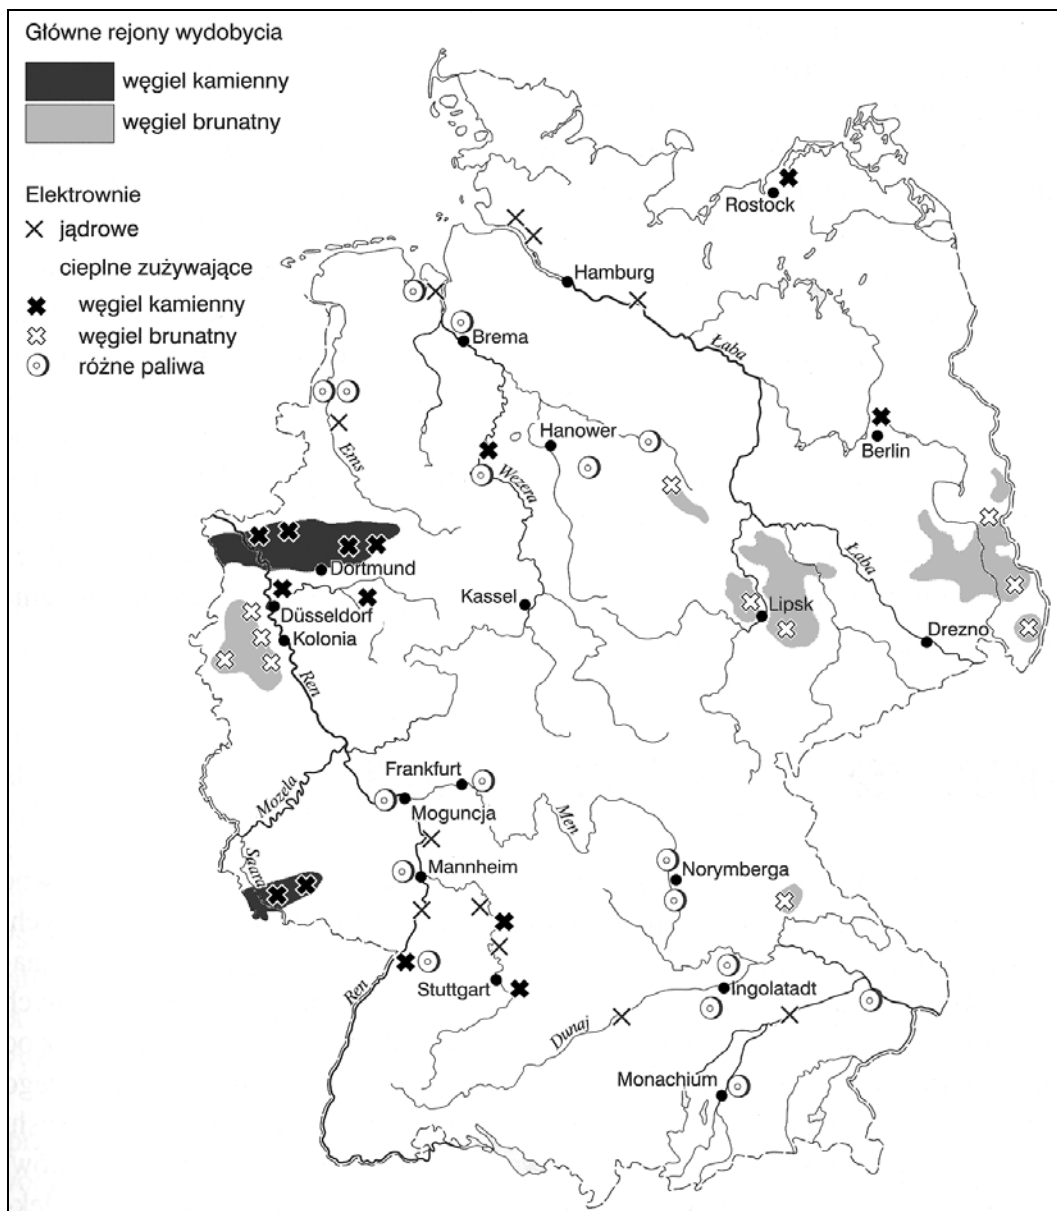 Główne rejony wydobycia
węgiel kamienny
węgiel brunatny
Elektrownie
jądrowe
cieplne zużywające
węgiel kamienny
węgiel brunatny
różne paliwa
Rostock
Hamburg
Brema
Łaba
Hanower
Berlin
Ems
Wezera
Dortmund
Łaba
Düsseldorf
Kassel
Lipsk
Kolonia
Drezno
Ren
Frankfurt
Mozela
Moguncja
Men
Saara
Mannheim
Norymberga
Ren
Stuttgart
Ingolatadt
Dunaj
Monachium